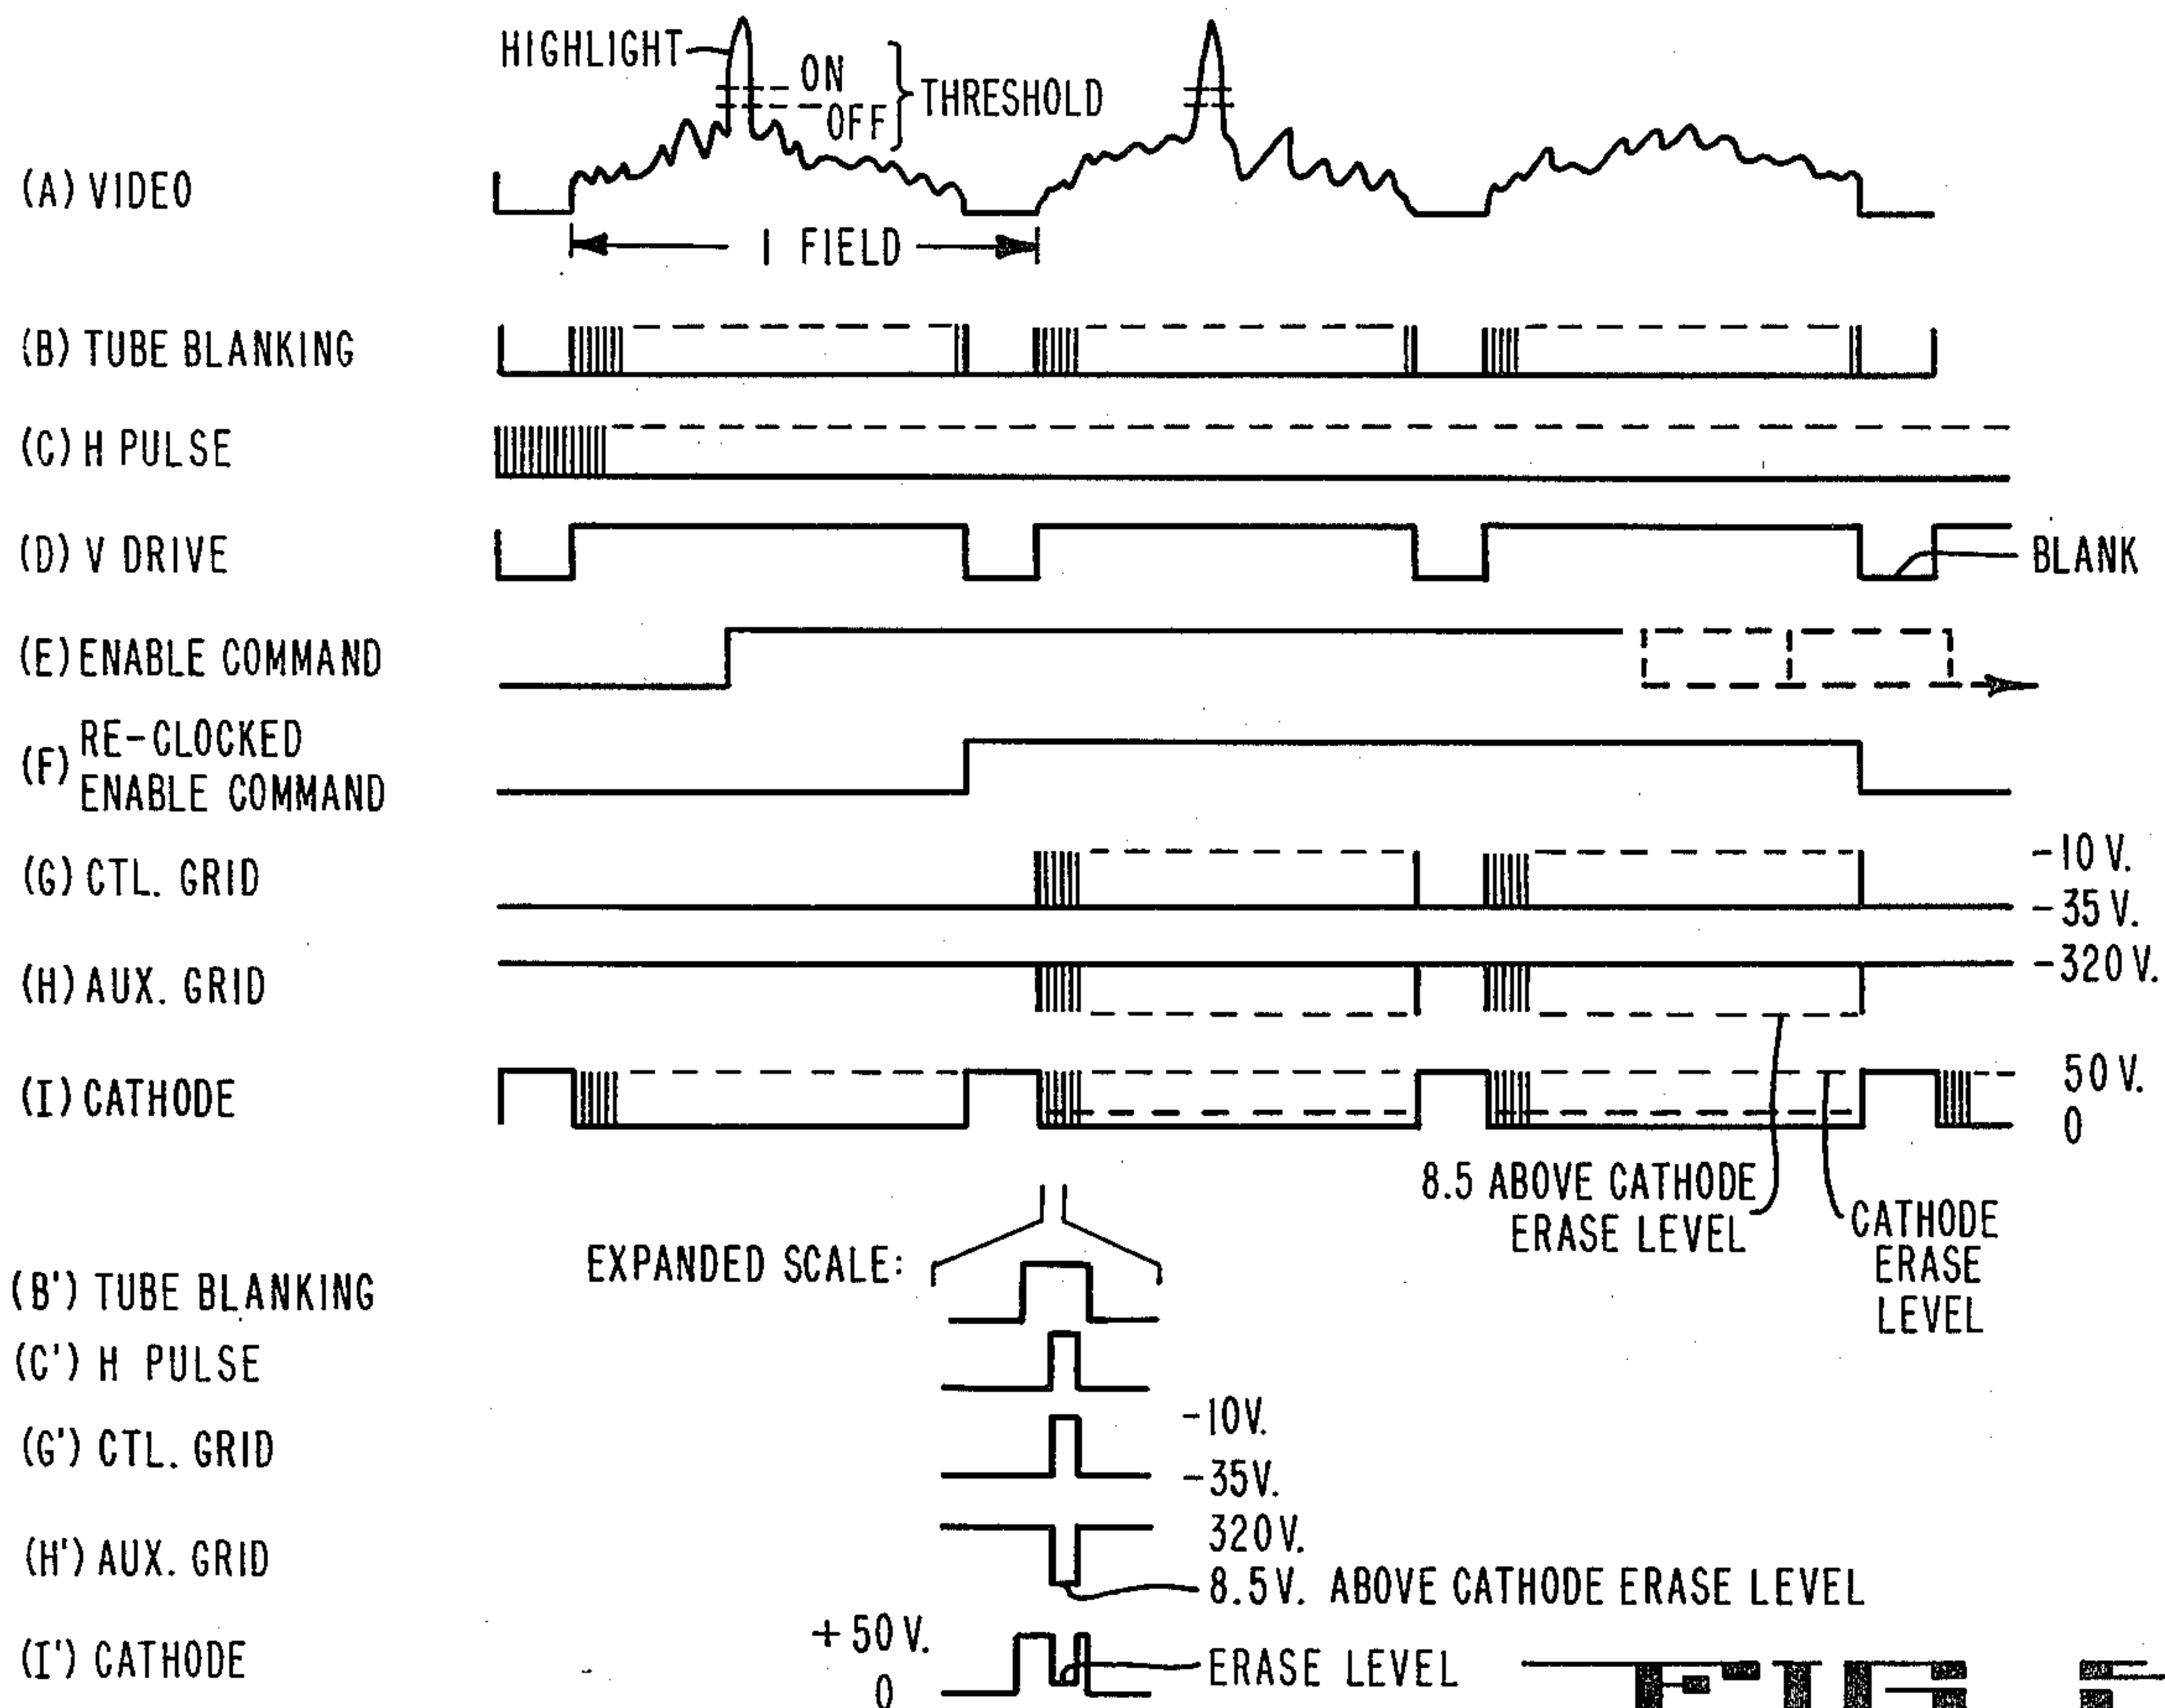 HIGHLIGHT
ON
OFF
THRESHOLD
(A) VIDEO
1 FIELD
(B) TUBE BLANKING
(C) H PULSE
(D) V DRIVE
BLANK
(E) ENABLE COMMAND
(F) RE-CLOCKED
ENABLE COMMAND
(G) CTL. GRID
-10 V.
-35 V.
(H) AUX. GRID
-320 V.
(I) CATHODE
50 V.
0
8.5 ABOVE CATHODE
ERASE LEVEL
CATHODE
ERASE
LEVEL
EXPANDED SCALE:
(B') TUBE BLANKING
(C') H PULSE
(G') CTL. GRID
-10V.
-35V.
(H') AUX. GRID
320V.
8.5V. ABOVE CATHODE ERASE LEVEL
(I') CATHODE
+50 V.
0
ERASE LEVEL